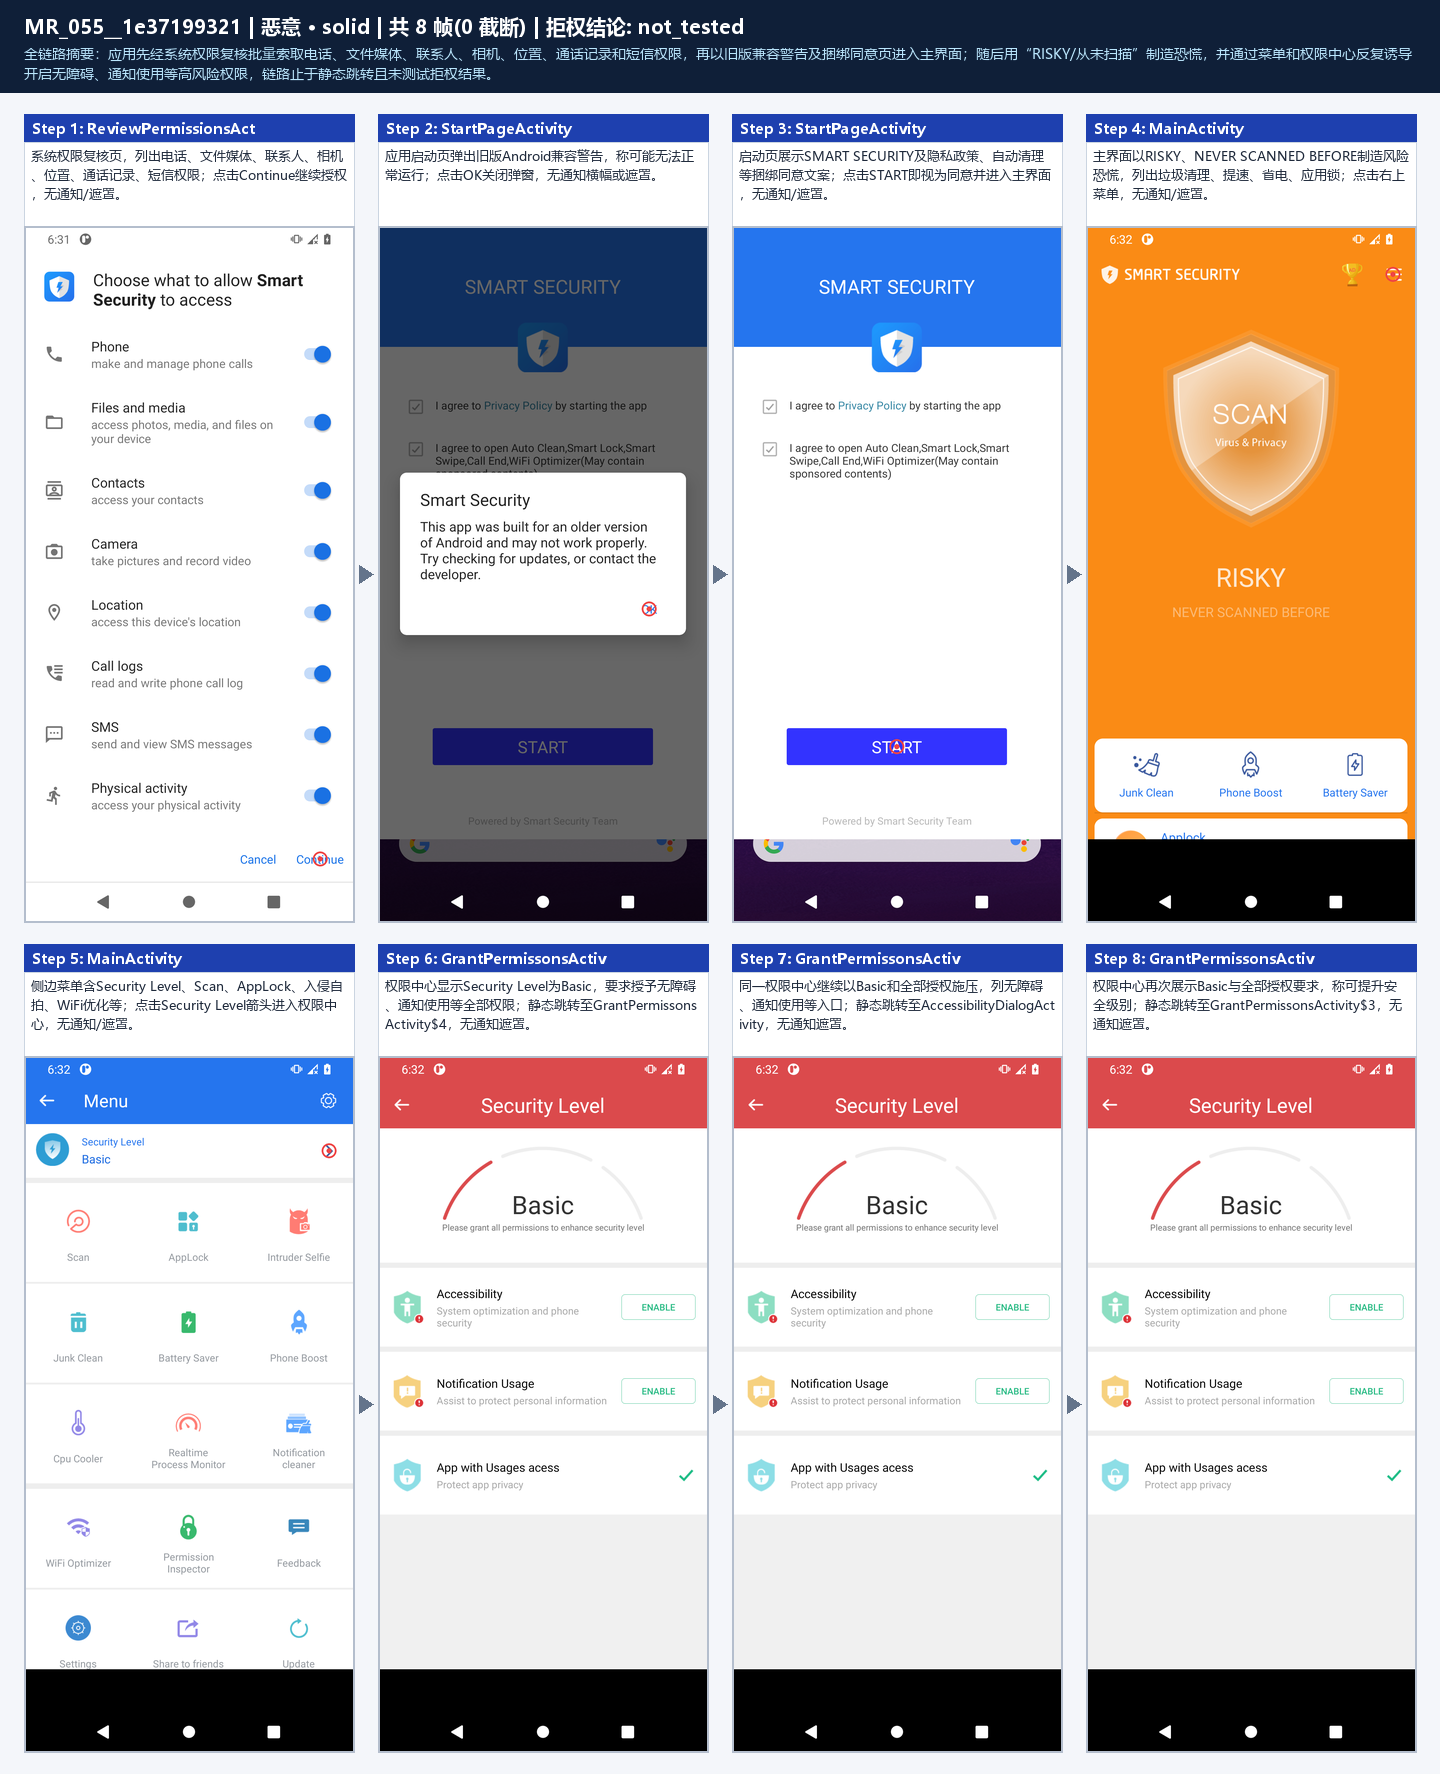 MR_055__1e37199321 | 恶意 • solid | 共 8 帧(0 截断) | 拒权结论: not_tested
全链路摘要：应用先经系统权限复核批量索取电话、文件媒体、联系人、相机、位置、通话记录和短信权限，再以旧版兼容警告及捆绑同意页进入主界面；随后用“RISKY/从未扫描”制造恐慌，并通过菜单和权限中心反复诱导
开启无障碍、通知使用等高风险权限，链路止于静态跳转且未测试拒权结果。
Step 1: ReviewPermissionsAct
系统权限复核页，列出电话、文件媒体、联系人、相机
、位置、通话记录、短信权限；点击Continue继续授权
，无通知/遮罩。
6:31
Choose what to allow Smart
Security to access
Phone
make and manage phone calls
Files and media
access photos, media, and files on
your device
Contacts
access your contacts
Camera
take pictures and record video
Location
access this device's location
Call logs
read and write phone call log
SMS
send and view SMS messages
Physical activity
access your physical activity
Cancel
Continue
Step 2: StartPageActivity
应用启动页弹出旧版Android兼容警告，称可能无法正
常运行；点击OK关闭弹窗，无通知横幅或遮罩。
SMART SECURITY
I agree to Privacy Policy by starting the app
I agree to open Auto Clean,Smart Lock,Smart
Swipe,Call End,WiFi Optimizer(May contain
sponsored contents)
Smart Security
This app was built for an older version
of Android and may not work properly.
Try checking for updates, or contact the
developer.
START
Powered by Smart Security Team
Step 3: StartPageActivity
启动页展示SMART SECURITY及隐私政策、自动清理
等捆绑同意文案；点击START即视为同意并进入主界面
，无通知/遮罩。
SMART SECURITY
I agree to Privacy Policy by starting the app
I agree to open Auto Clean,Smart Lock,Smart
Swipe,Call End,WiFi Optimizer(May contain
sponsored contents)
START
Powered by Smart Security Team
Step 4: MainActivity
主界面以RISKY、NEVER SCANNED BEFORE制造风险
恐慌，列出垃圾清理、提速、省电、应用锁；点击右上
菜单，无通知/遮罩。
6:32
SMART SECURITY
SCAN
Virus & Privacy
RISKY
NEVER SCANNED BEFORE
Junk Clean
Phone Boost
Battery Saver
Applock
Step 5: MainActivity
侧边菜单含Security Level、Scan、AppLock、入侵自
拍、WiFi优化等；点击Security Level箭头进入权限中
心，无通知/遮罩。
6:32
Menu
Security Level
Basic
Scan
AppLock
Intruder Selfie
Junk Clean
Battery Saver
Phone Boost
Cpu Cooler
Realtime
Process Monitor
Notification
cleaner
WiFi Optimizer
Permission
Inspector
Feedback
Settings
Share to friends
Update
Step 6: GrantPermissonsActiv
权限中心显示Security Level为Basic，要求授予无障碍
、通知使用等全部权限；静态跳转至GrantPermissons
Activity$4，无通知遮罩。
6:32
Security Level
Basic
Please grant all permissions to enhance security level
Accessibility
System optimization and phone
security
ENABLE
Notification Usage
Assist to protect personal information
ENABLE
App with Usages acess
Protect app privacy
Step 7: GrantPermissonsActiv
同一权限中心继续以Basic和全部授权施压，列无障碍
、通知使用等入口；静态跳转至AccessibilityDialogAct
ivity，无通知遮罩。
6:32
Security Level
Basic
Please grant all permissions to enhance security level
Accessibility
System optimization and phone
security
ENABLE
Notification Usage
Assist to protect personal information
ENABLE
App with Usages acess
Protect app privacy
Step 8: GrantPermissonsActiv
权限中心再次展示Basic与全部授权要求，称可提升安
全级别；静态跳转至GrantPermissonsActivity$3，无
通知遮罩。
6:32
Security Level
Basic
Please grant all permissions to enhance security level
Accessibility
System optimization and phone
security
ENABLE
Notification Usage
Assist to protect personal information
ENABLE
App with Usages acess
Protect app privacy